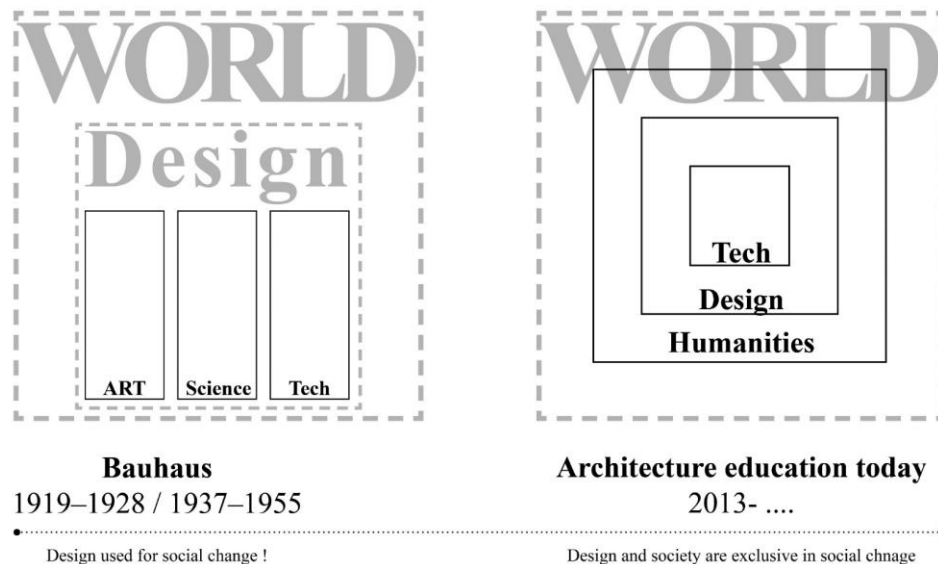 WORLD
Design
ART
Science
Tech
Bauhaus
1919–1928 / 1937–1955
Design used for social change !
WORLD
Tech
Design
Humanities
Architecture education today
2013- ....
Design and society are exclusive in social chnage